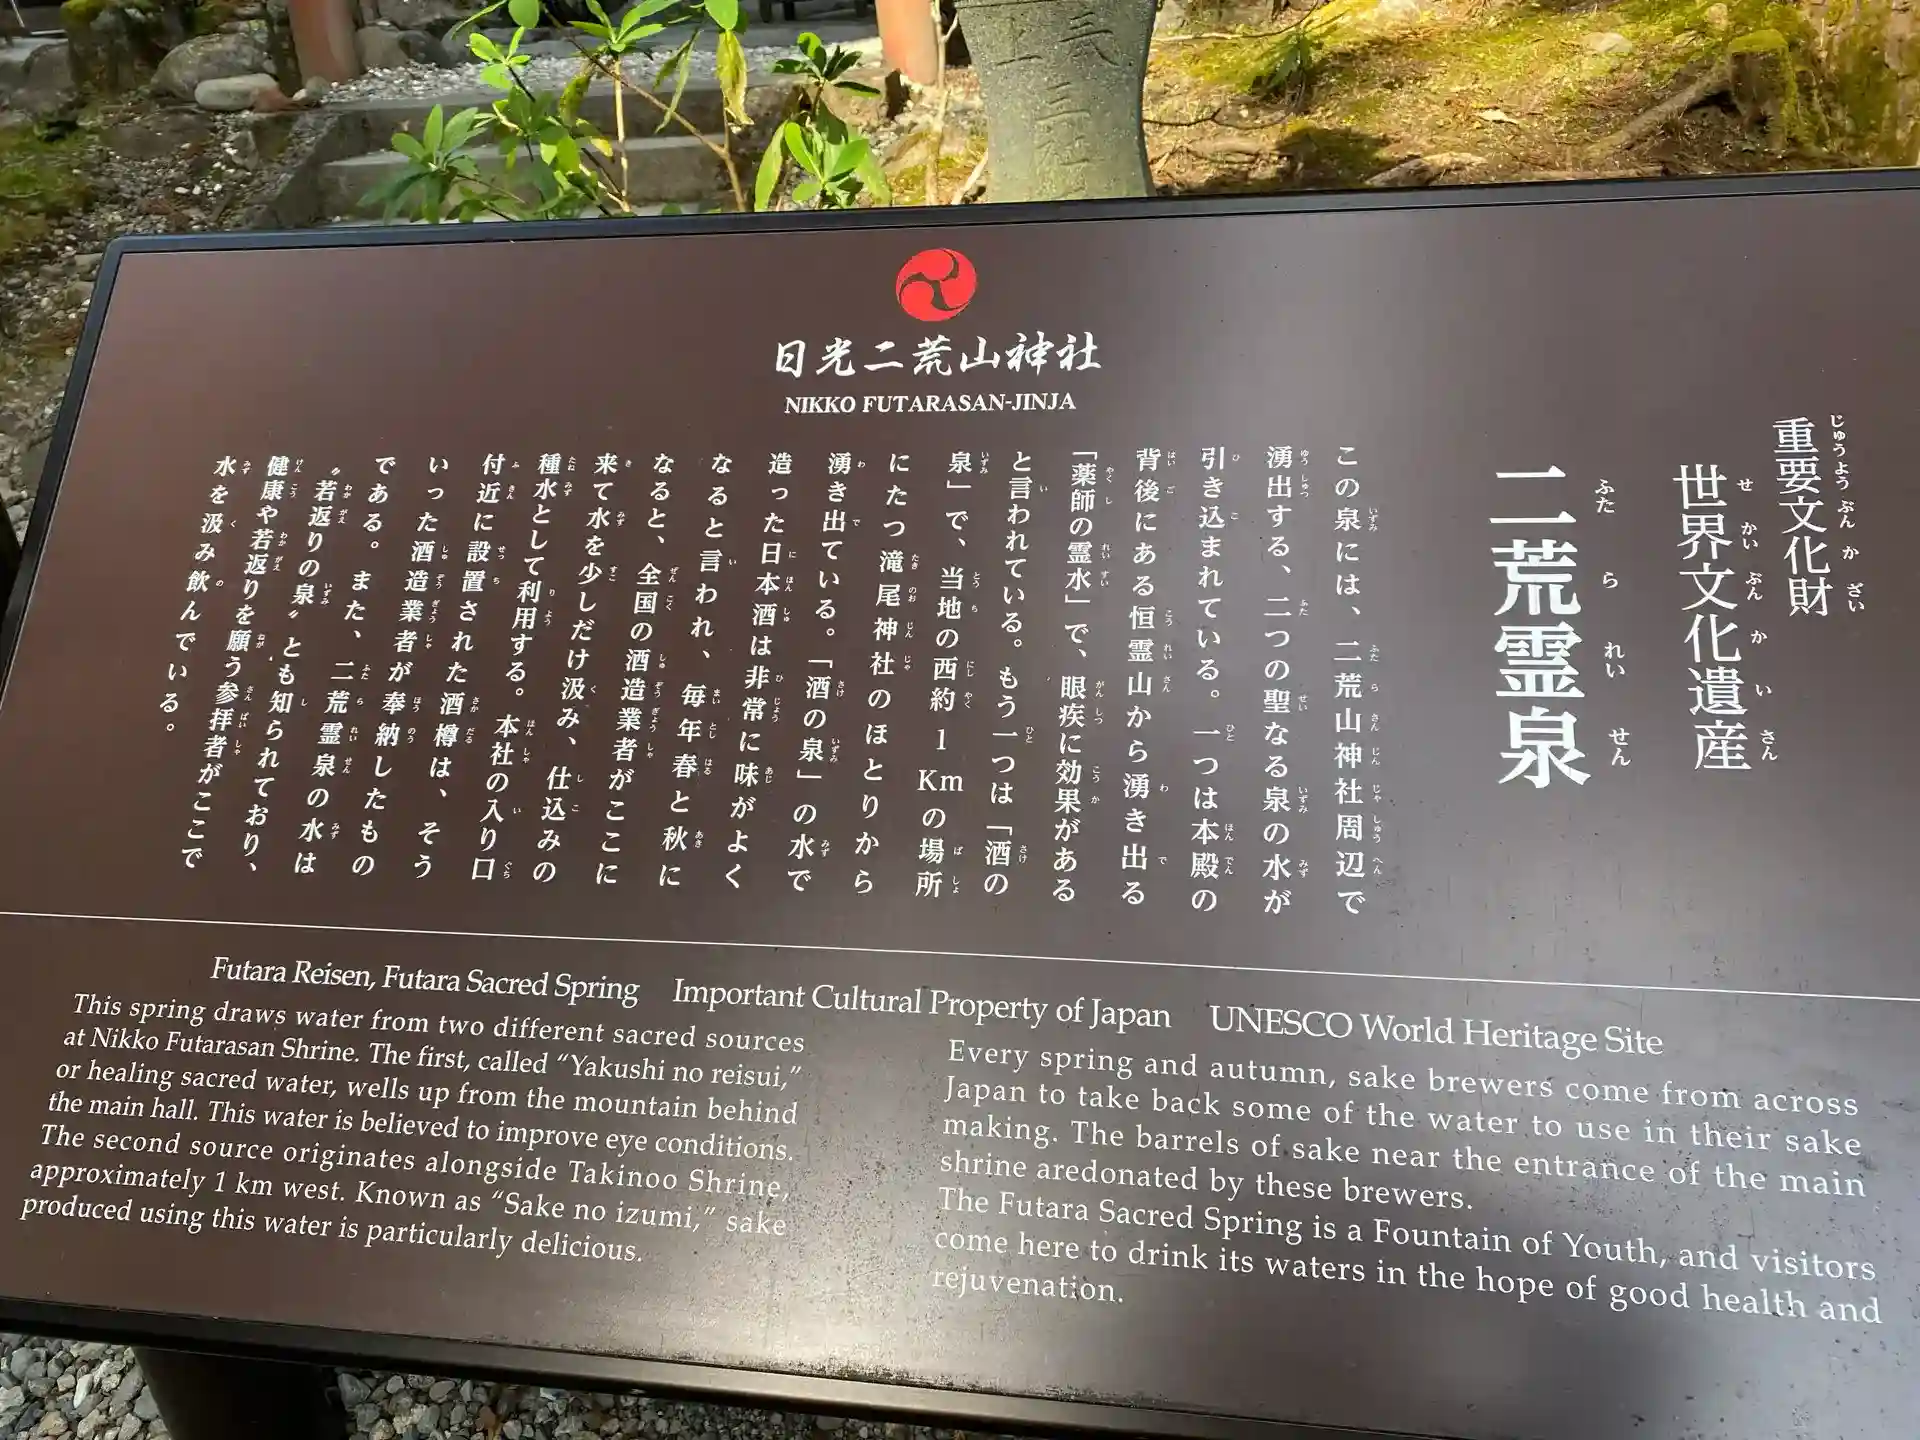 日光二荒山神社
NIKKO FUTARASAN-JINJA
重要文化財
世界文化遺産
二荒霊泉
この泉には、二荒山神社周辺で
湧出する、二つの聖なる泉の水が
引き込まれている。一つは本殿の
背後にある恒霊山から湧き出る
「薬師の霊水」で、眼疾に効果がある
と言われている。もう一つは「酒の
泉」で、当地の西約1Kmの場所
にたつ滝尾神社のほとりから
湧き出ている。「酒の泉」の水で
造った日本酒は非常に味がよく
なると言われ、毎年春と秋に
なると、全国の酒造業者がここに
来て水を少しだけ汲み、仕込みの
種水として利用する。本社の入り口
付近に設置された酒樽は、そう
いった酒造業者が奉納したもの
である。また、二荒霊泉の水は
〝若返りの泉〟とも知られており、
健康や若返りを願う参拝者がここで
水を汲み飲んでいる。
Futara Reisen, Futara Sacred Spring Important Cultural Property of Japan UNESCO World Heritage Site
This spring draws water from two different sacred sources
at Nikko Futarasan Shrine. The first, called “Yakushi no reisui,”
or healing sacred water, wells up from the mountain behind
the main hall. This water is believed to improve eye conditions.
The second source originates alongside Takinoo Shrine,
approximately 1 km west. Known as “Sake no izumi,” sake
produced using this water is particularly delicious.
Every spring and autumn, sake brewers come from across
Japan to take back some of the water to use in their sake
making. The barrels of sake near the entrance of the main
shrine aredonated by these brewers.
The Futara Sacred Spring is a Fountain of Youth, and visitors
come here to drink its waters in the hope of good health and
rejuvenation.